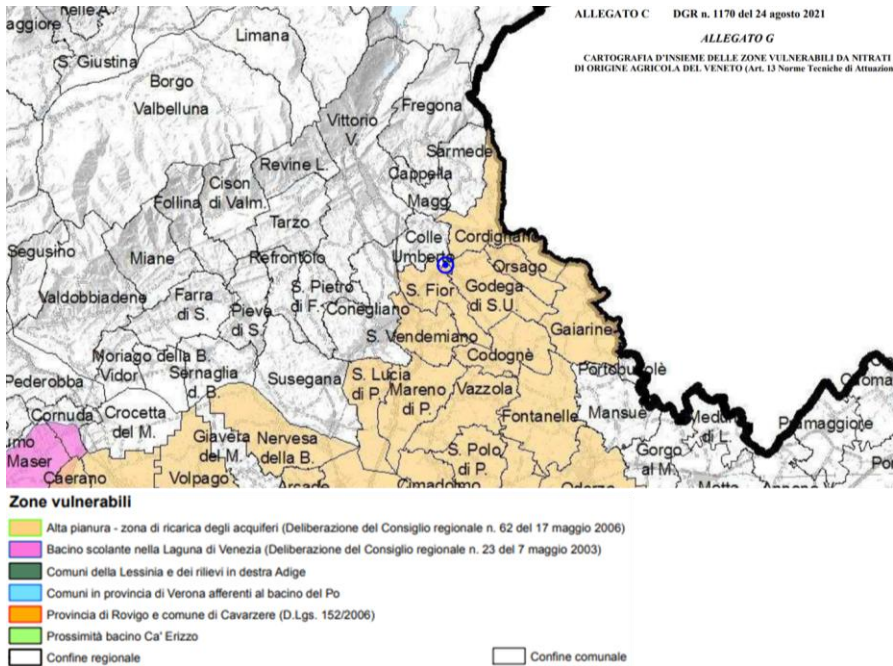 ALLEGATO C DGR n. 1170 del 24 agosto 2021
ALLEGATO G
CARTOGRAFIA D'INSIEME DELLE ZONE VULNERABILI DA NITRATI
DI ORIGINE AGRICOLA DEL VENETO (Art. 13 Norme Tecniche di Attuazion
Limana
S. Giustina
Borgo
Valbelluna
Fregona
Vittorio
V.
Sarmede
Revine L.
Cappella
Magg.
Cison
di Valm.
Follina
Tarzo
Colle
Umberto
Cordignano
Segusino
Miane
Refrontolo
Orsago
S. Pietro
di F.
S. Fior
Godega
di S.U.
Valdobbiadene
Farra
di S.
Pieve
di S.
Conegliano
Gaiarine
S. Vendemiano
Moriago della B.
Vidor
Codognè
Portobuffolè
Pederobba
Sernaglia
d. B.
Susegana
S. Lucia
di P.
Mareno
di P.
Vazzola
Mansuè
Cornuda
Crocetta
del M.
Fontanelle
Meduna
di L.
Pramaggiore
Maser
Giavera
del M.
Nervesa
della B.
S. Polo
di P.
Gorgo
al M.
Caerano
Volpago
Arcade
Cimadolmo
Oderzo
Motta
Zone vulnerabili
Alta pianura - zona di ricarica degli acquiferi (Deliberazione del Consiglio regionale n. 62 del 17 maggio 2006)
Bacino scolante nella Laguna di Venezia (Deliberazione del Consiglio regionale n. 23 del 7 maggio 2003)
Comuni della Lessinia e dei rilievi in destra Adige
Comuni in provincia di Verona afferenti al bacino del Po
Provincia di Rovigo e comune di Cavarzere (D.Lgs. 152/2006)
Prossimità bacino Ca' Erizzo
Confine regionale
Confine comunale